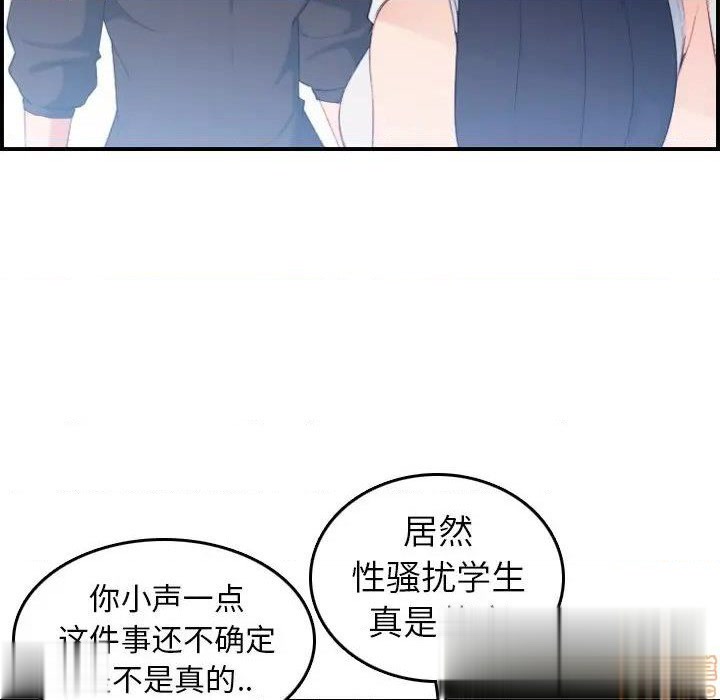 居然
性骚扰学生
真是
你小声一点
这件事还不确定
不是真的..